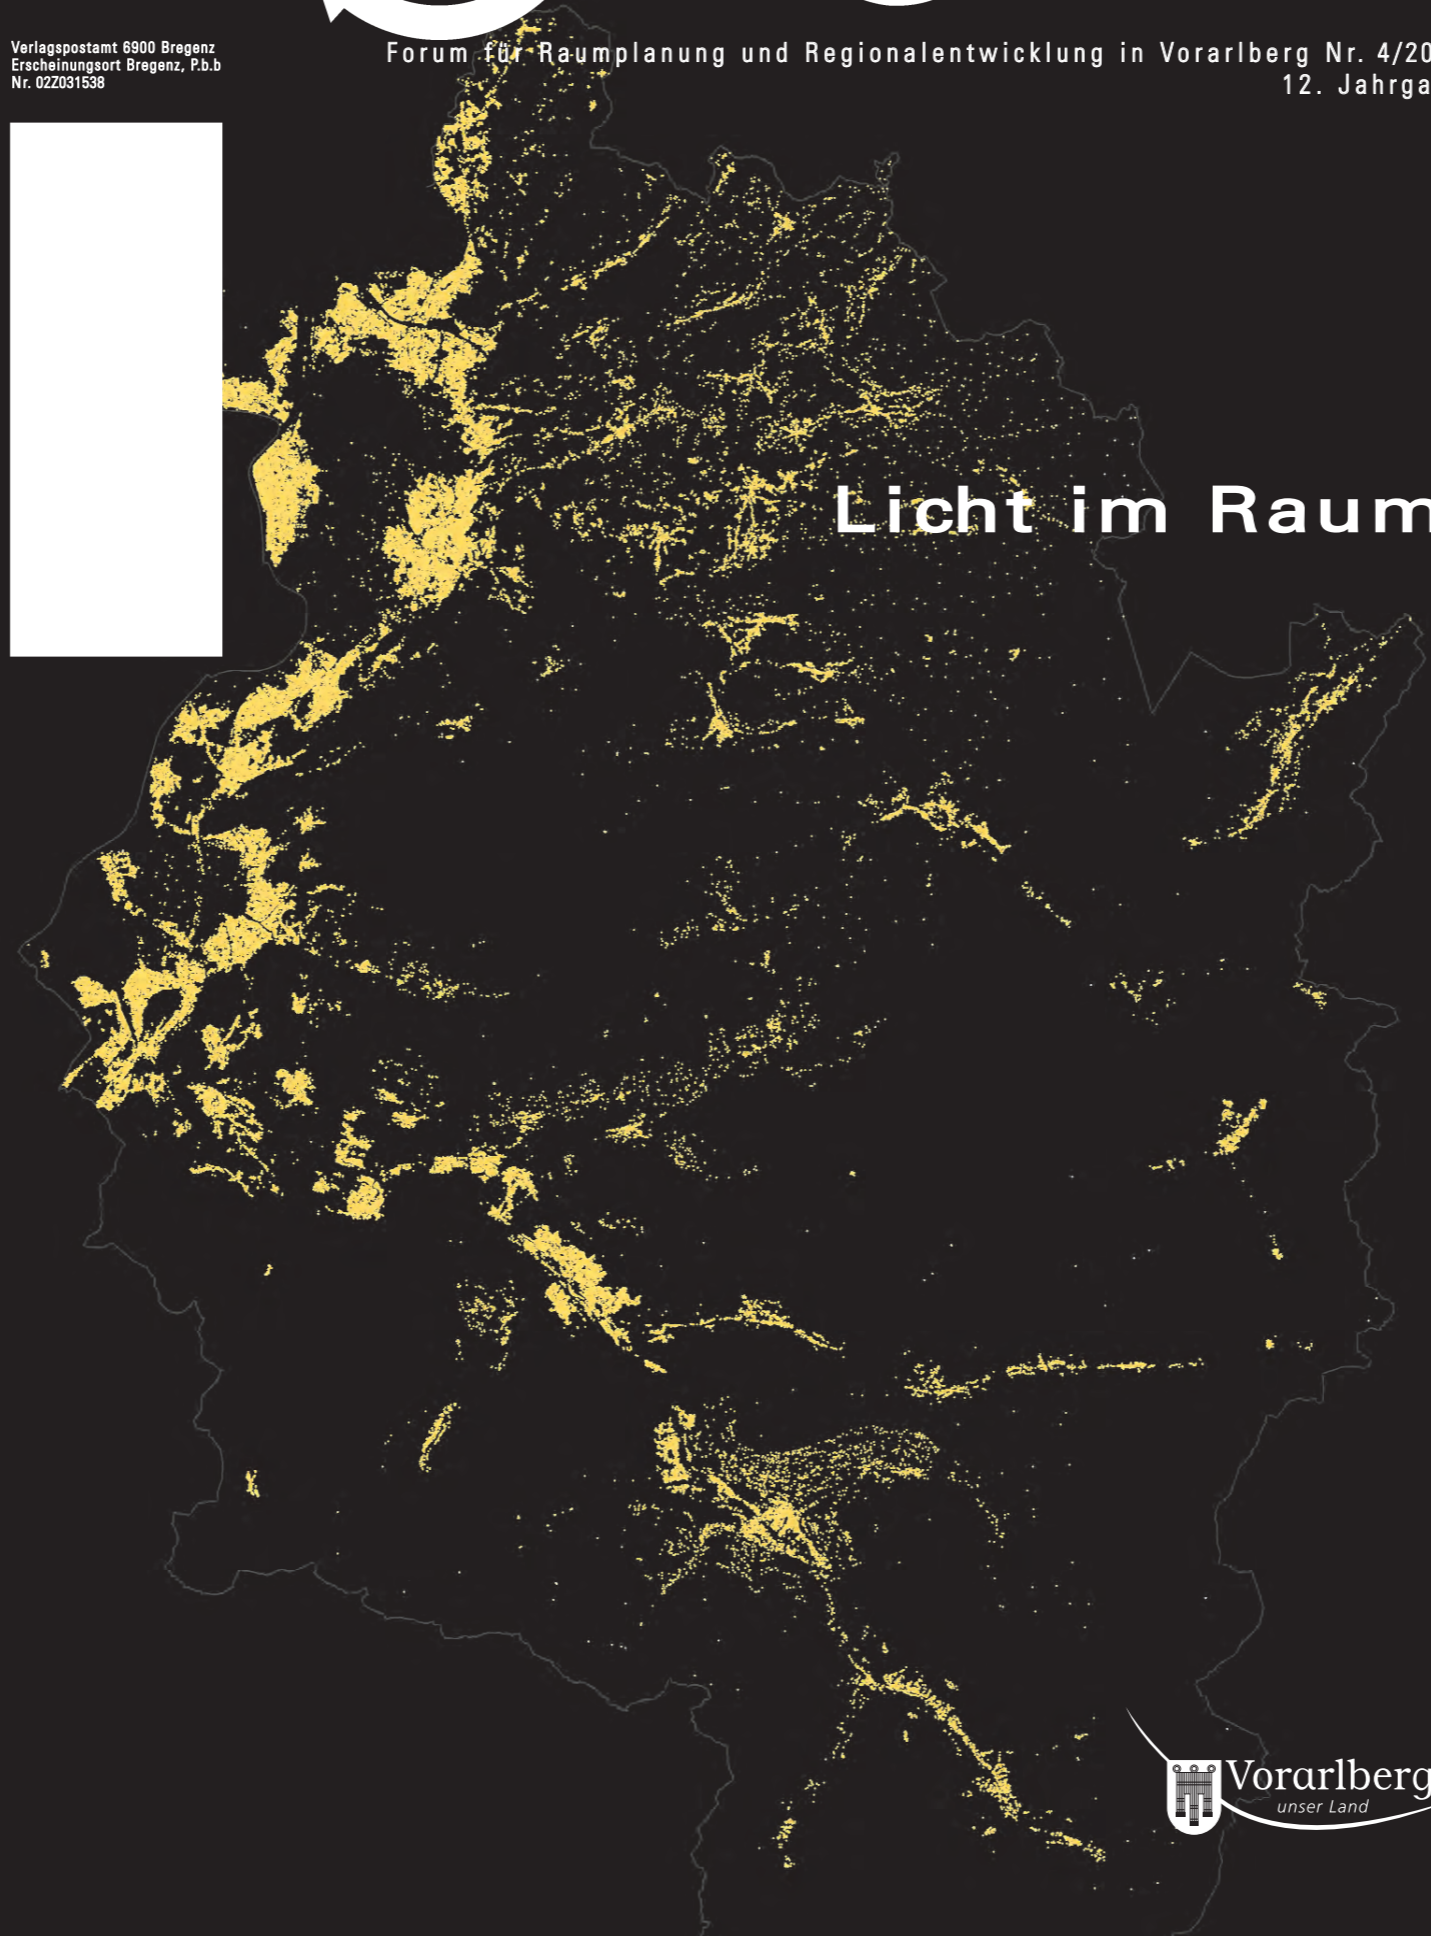 Verlagspostamt 6900 Bregenz
Erscheinungsort Bregenz, P.b.b
Nr. 02Z031538
Forum für Raumplanung und Regionalentwicklung in Vorarlberg Nr. 4/20
12. Jahrga
Licht im Raum
Vorarlberg
unser Land